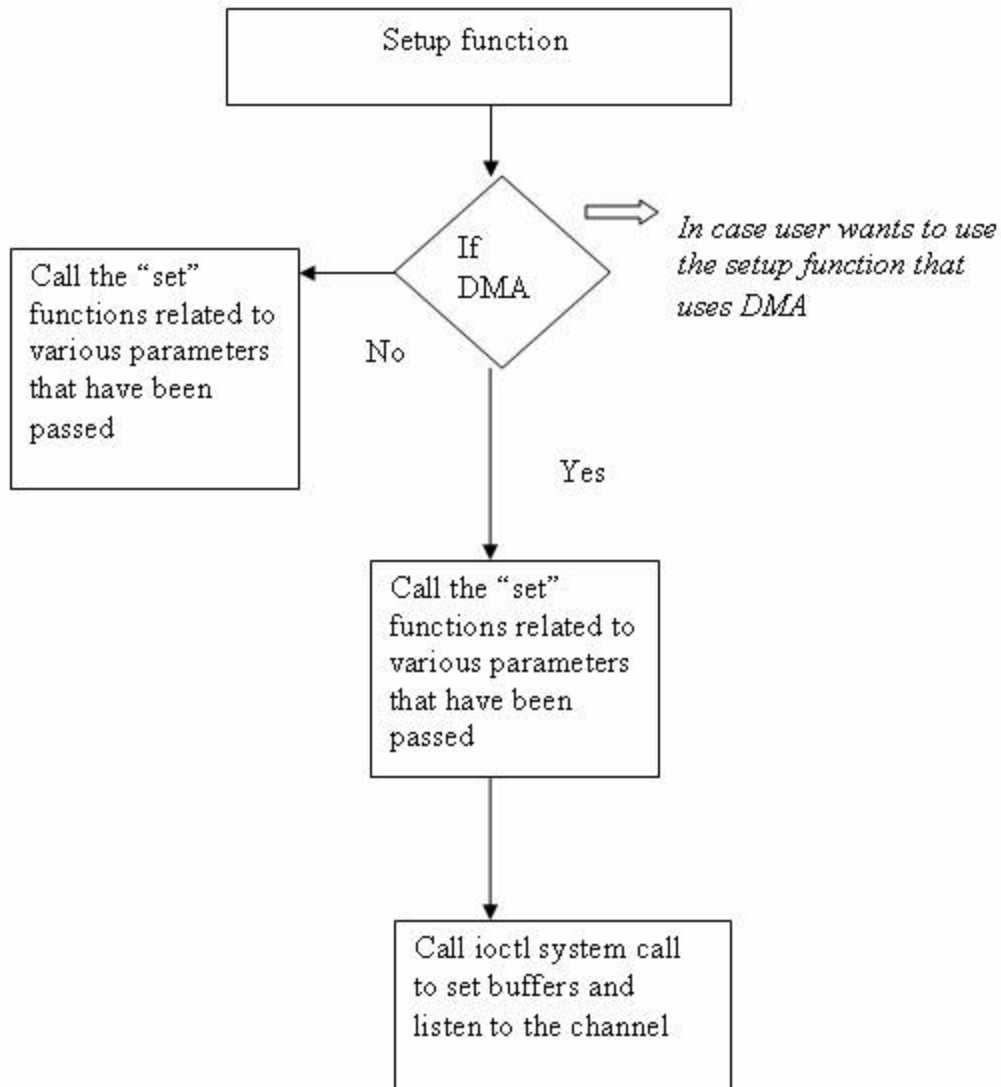 Setup function
If
DMA
In case user wants to use
the setup function that
uses DMA
Call the “set”
functions related to
various parameters
that have been
passed
No
Yes
Call the “set”
functions related to
various parameters
that have been
passed
Call ioctl system call
to set buffers and
listen to the channel